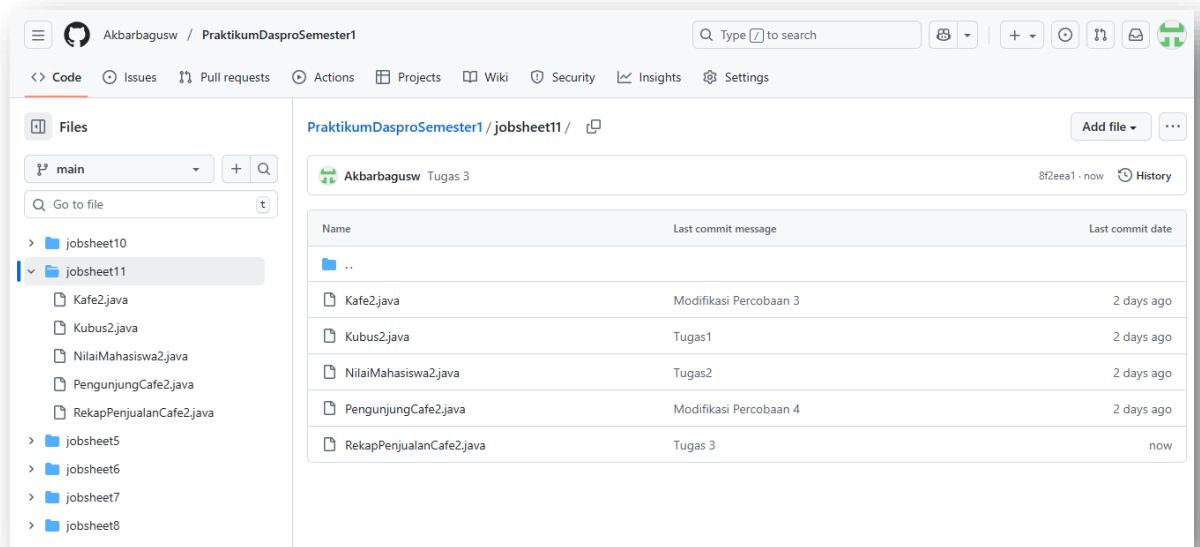 Akbarbagusw / PraktikumDasproSemester1
Type / to search
Code Issues Pull requests Actions Projects Wiki Security Insights Settings
Files
main
Go to file t
jobsheet10
jobsheet11
Kafe2.java
Kubus2.java
NilaiMahasiswa2.java
PengunjungCafe2.java
RekapPenjualanCafe2.java
jobsheet5
jobsheet6
jobsheet7
jobsheet8
PraktikumDasproSemester1 / jobsheet11 /
Add file
Akbarbagusw Tugas 3 8f2eea1 · now History
Name Last commit message Last commit date
..
Kafe2.java Modifikasi Percobaan 3 2 days ago
Kubus2.java Tugas1 2 days ago
NilaiMahasiswa2.java Tugas2 2 days ago
PengunjungCafe2.java Modifikasi Percobaan 4 2 days ago
RekapPenjualanCafe2.java Tugas 3 now